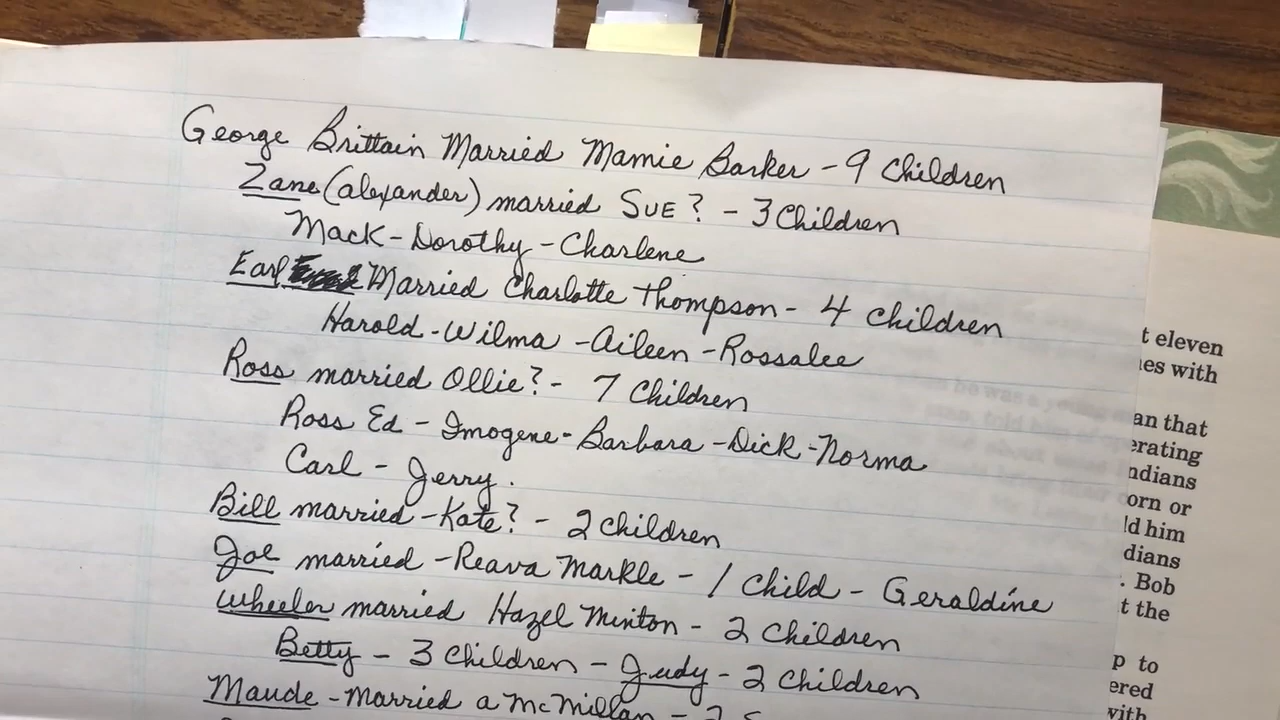 George Brittain Married Mamie Barker - 9 Children
Zane (alexander) married SUE? - 3 Children
Mack - Dorothy - Charlene
Earl Married Charlotte Thompson - 4 Children
Harold - Wilma - Aileen - Rossalee
Ross married Ollie? - 7 Children
Ross Ed - Imogene - Barbara - Dick - Norma
Carl - Jerry.
Bill married - Kate? - 2 children
Joe married - Reava Markle - 1 Child - Geraldine
Wheeler married Hazel Minton - 2 Children
Betty - 3 Children - Judy - 2 Children
Maude - Married a McMillan - 2
t eleven
es with
an that
erating
ndians
orn or
ld him
dians
. Bob
t the
p to
ered
with